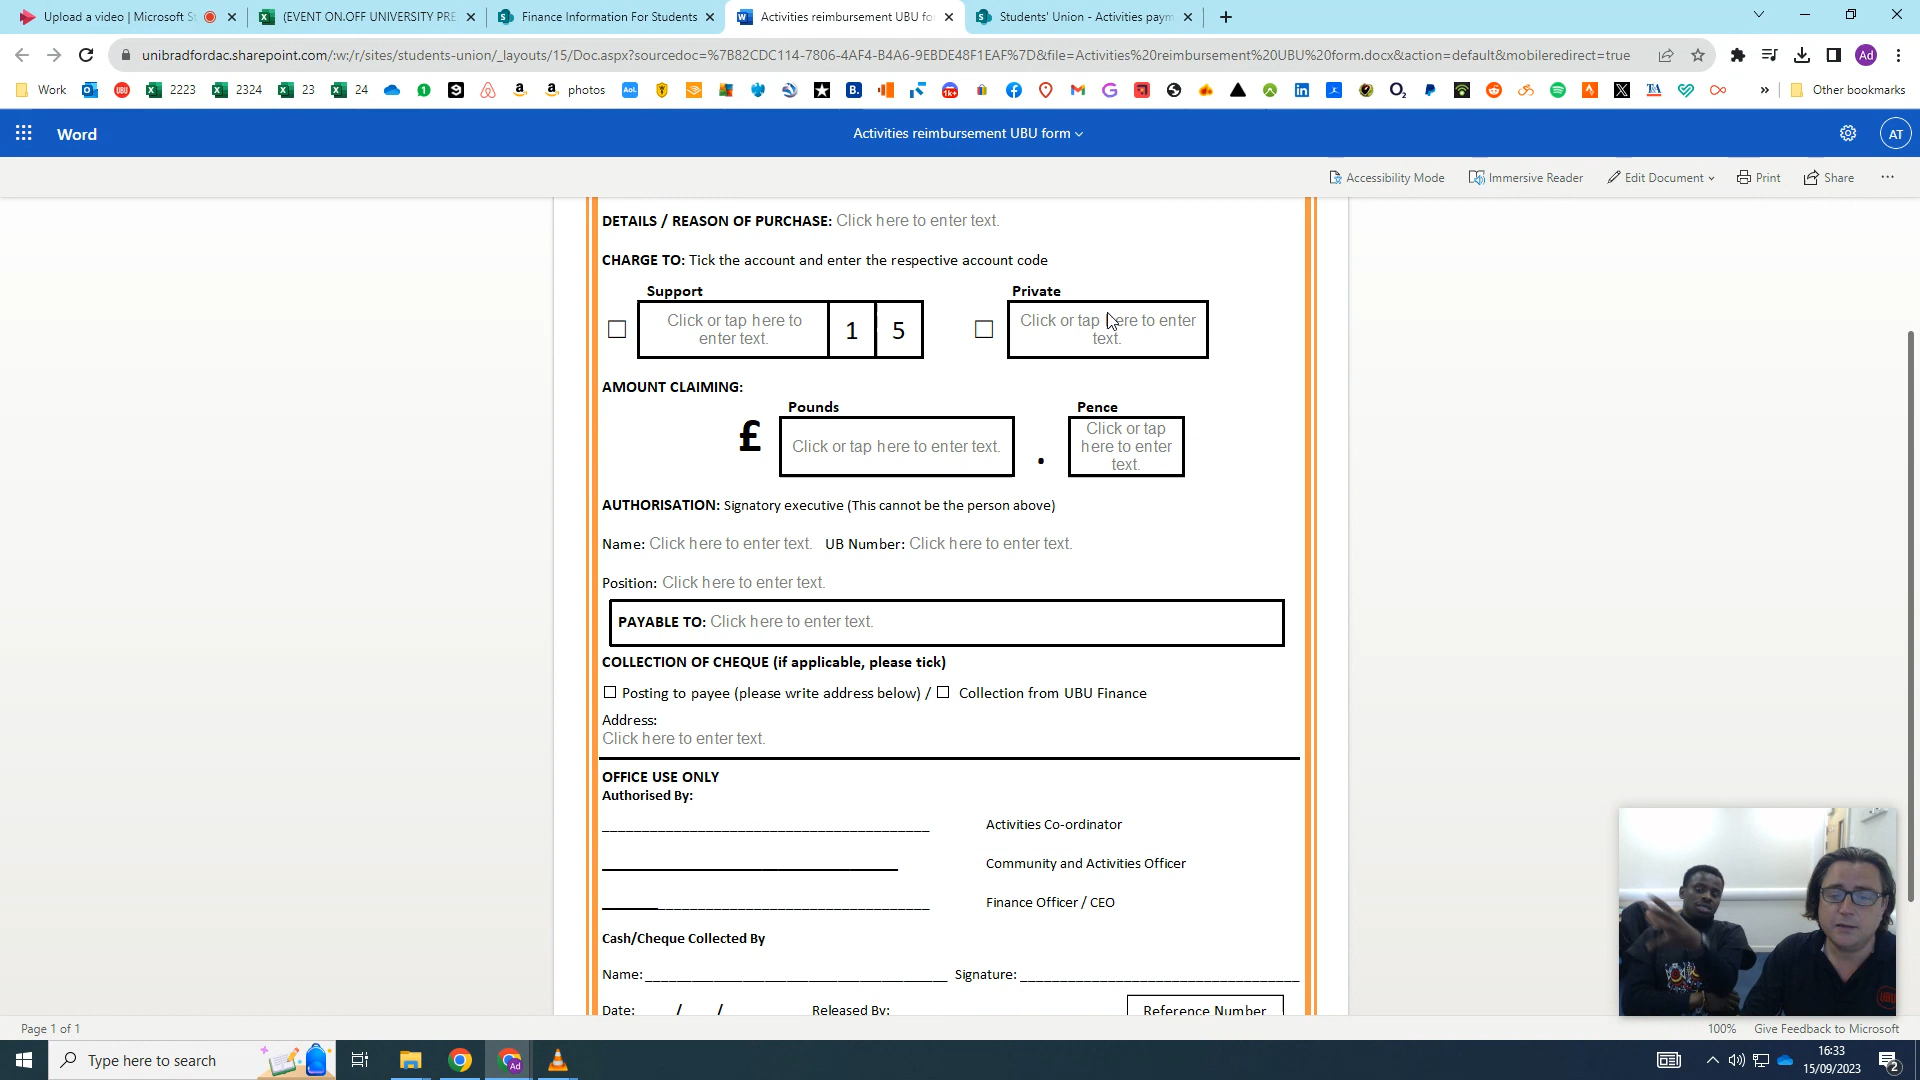 Upload a video | Microsoft St
(EVENT ON.OFF UNIVERSITY PRE
Finance Information For Students
Activities reimbursement UBU fo
Students' Union - Activities paym
unibradfordac.sharepoint.com/:w:/r/sites/students-union/_layouts/15/Doc.aspx?sourcedoc=%7B82CDC114-7806-4AF4-B4A6-9EBDE48F1EAF%7D&file=Activities%20reimbursement%20UBU%20form.docx&action=default&mobileredirect=true
Ad
Work 2223 2324 23 24 photos Other bookmarks
Word
Activities reimbursement UBU form
AT
Accessibility Mode Immersive Reader Edit Document Print Share
DETAILS / REASON OF PURCHASE: Click here to enter text.
CHARGE TO: Tick the account and enter the respective account code
Support Private
Click or tap here to enter text. 1 5 Click or tap here to enter text.
AMOUNT CLAIMING:
Pounds Pence
£ Click or tap here to enter text. . Click or tap here to enter text.
AUTHORISATION: Signatory executive (This cannot be the person above)
Name: Click here to enter text. UB Number: Click here to enter text.
Position: Click here to enter text.
PAYABLE TO: Click here to enter text.
COLLECTION OF CHEQUE (if applicable, please tick)
☐ Posting to payee (please write address below) / ☐ Collection from UBU Finance
Address:
Click here to enter text.
OFFICE USE ONLY
Authorised By:
Activities Co-ordinator
Community and Activities Officer
Finance Officer / CEO
Cash/Cheque Collected By
Name: Signature:
Date: / / Released By: Reference Number
Page 1 of 1
100% Give Feedback to Microsoft
Type here to search
16:33
15/09/2023
2